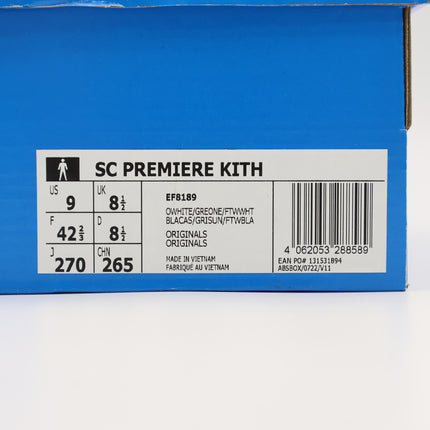 SC PREMIERE KITH
US 9 UK 8½
F 42⅔ D 8½
J 270 CHN 265
EF8189
OWHITE/GREONE/FTWWHT
BLACAS/GRISUN/FTWBLA
ORIGINALS
ORIGINALS
MADE IN VIETNAM
FABRIQUÉ AU VIETNAM
4 062053 288589
EAN PO# 131531894
ABSBOX/0722/V11